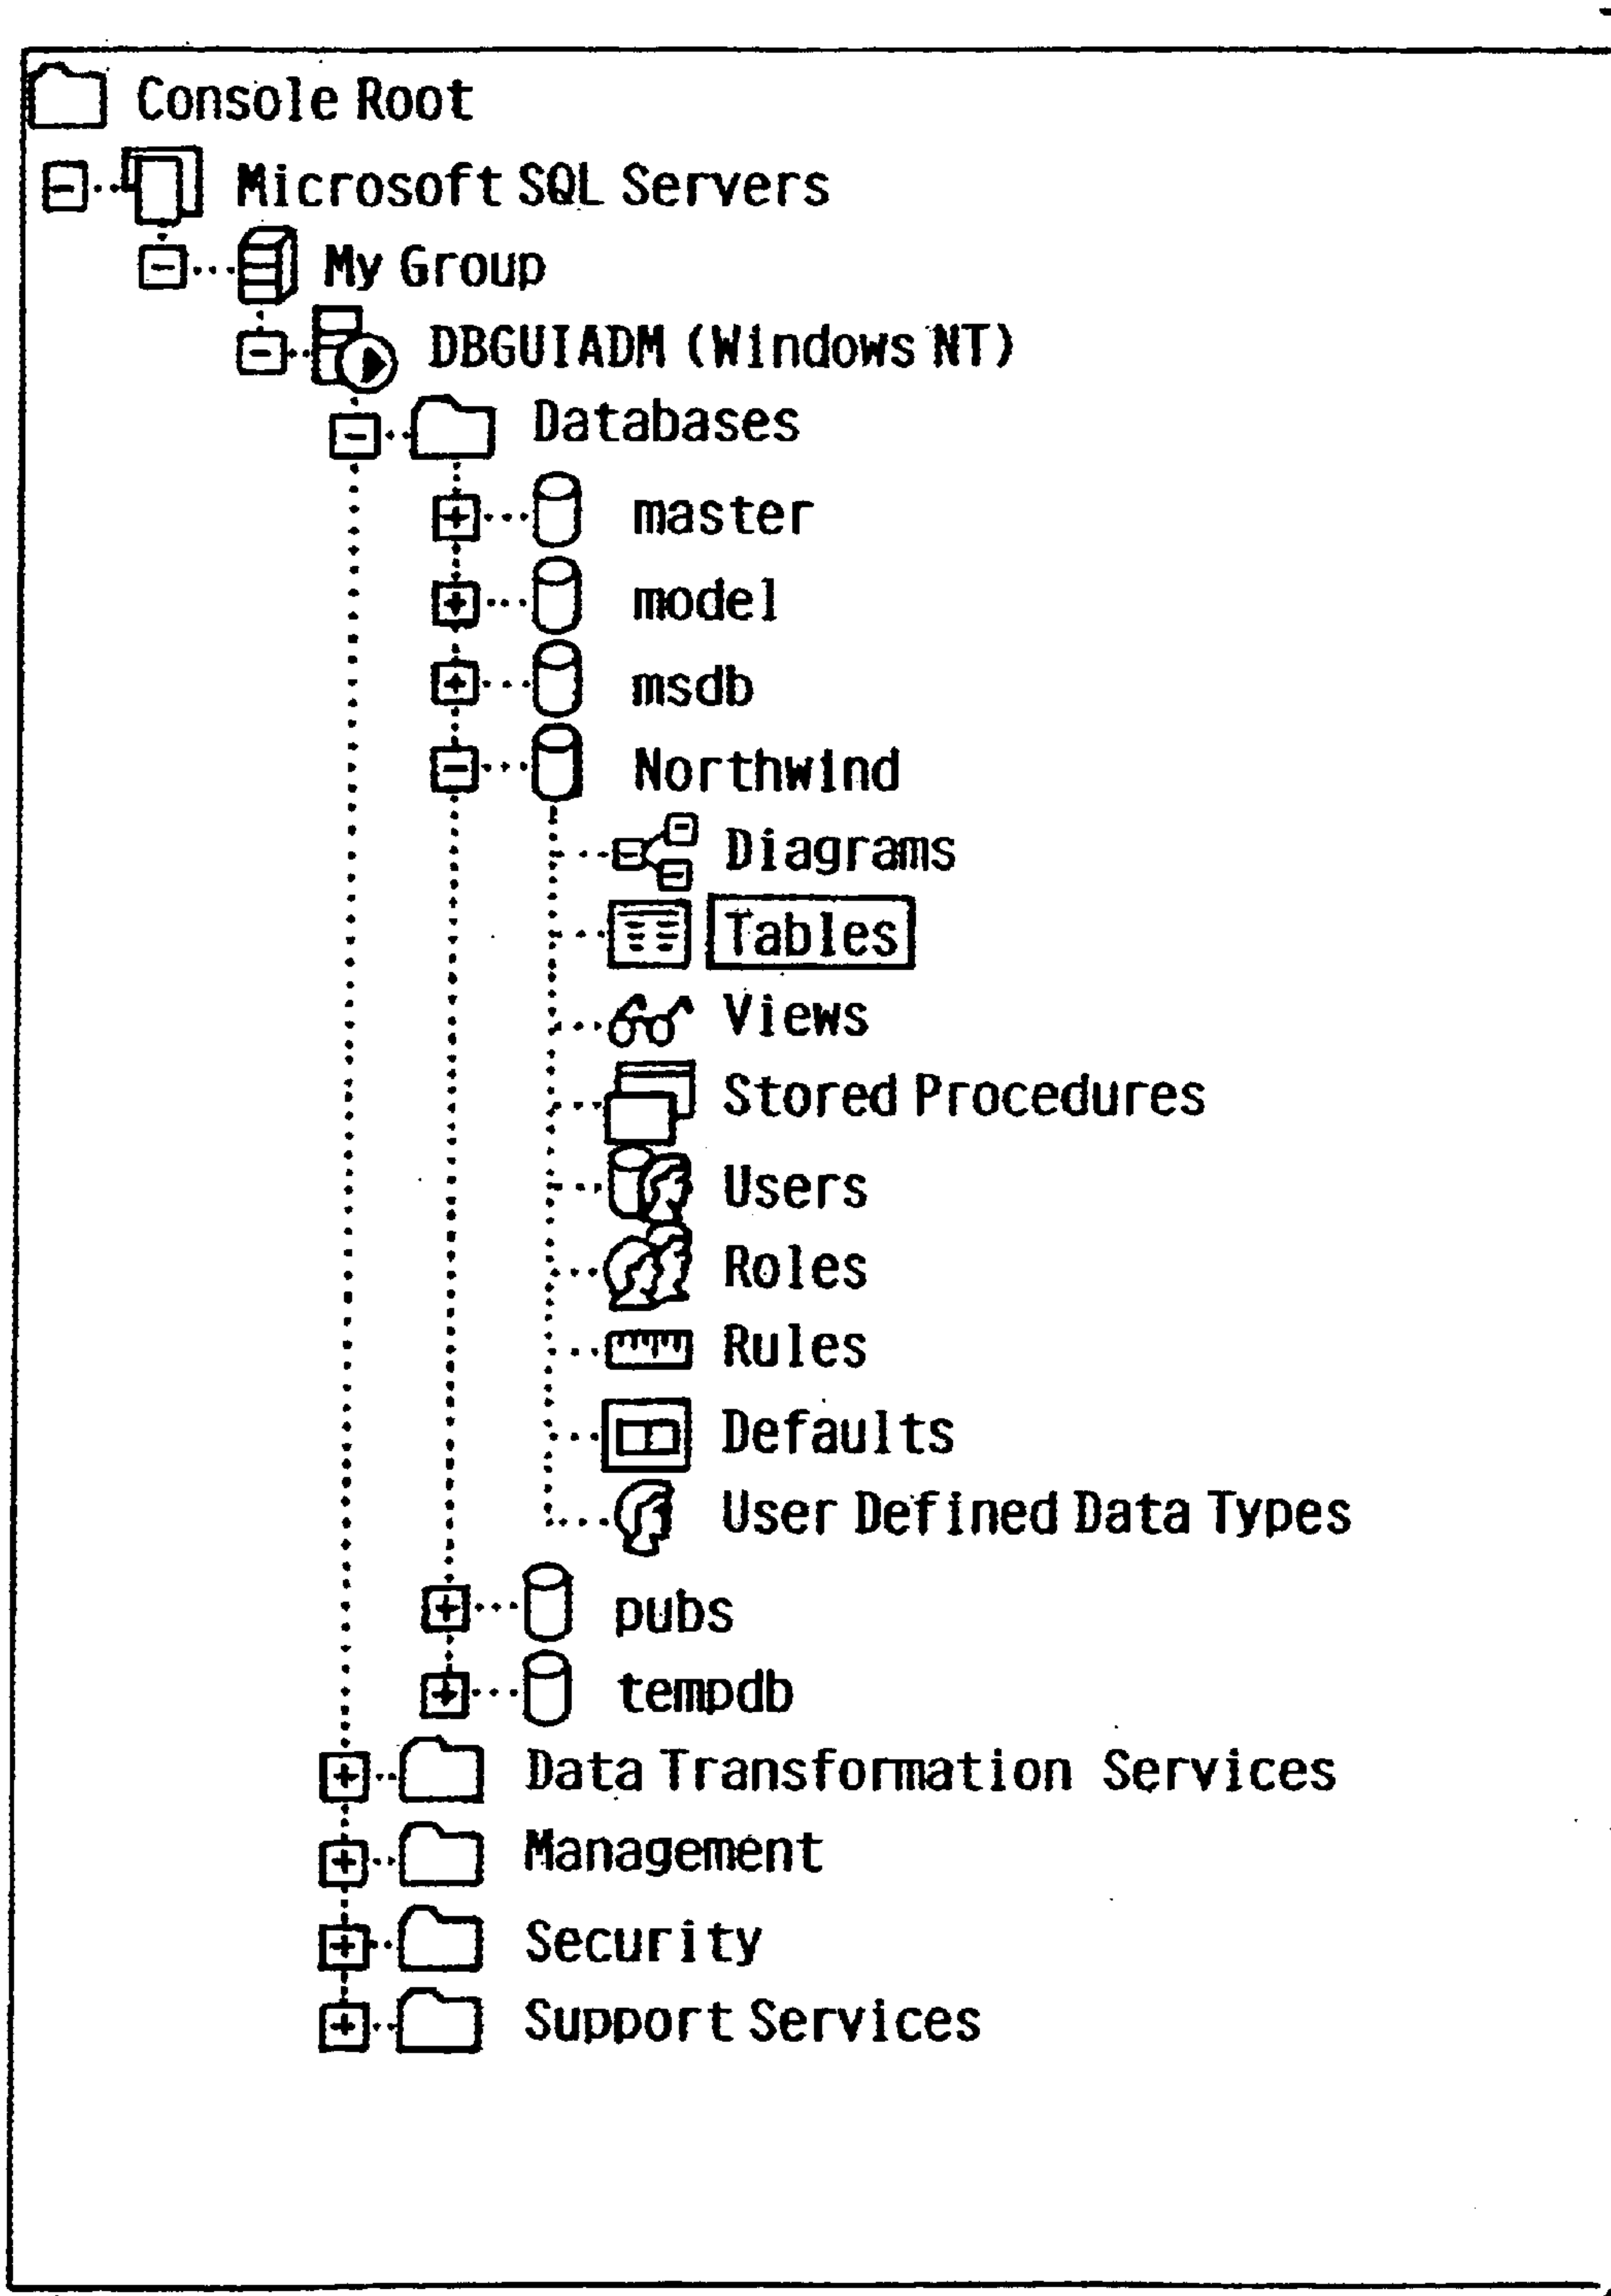 Console Root
Microsoft SQL Servers
My Group
DBGUIADM (Windows NT)
Databases
master
model
msdb
Northwind
Diagrams
Tables
Views
Stored Procedures
Users
Roles
Rules
Defaults
User Defined Data Types
pubs
tempdb
Data Transformation Services
Management
Security
Support Services